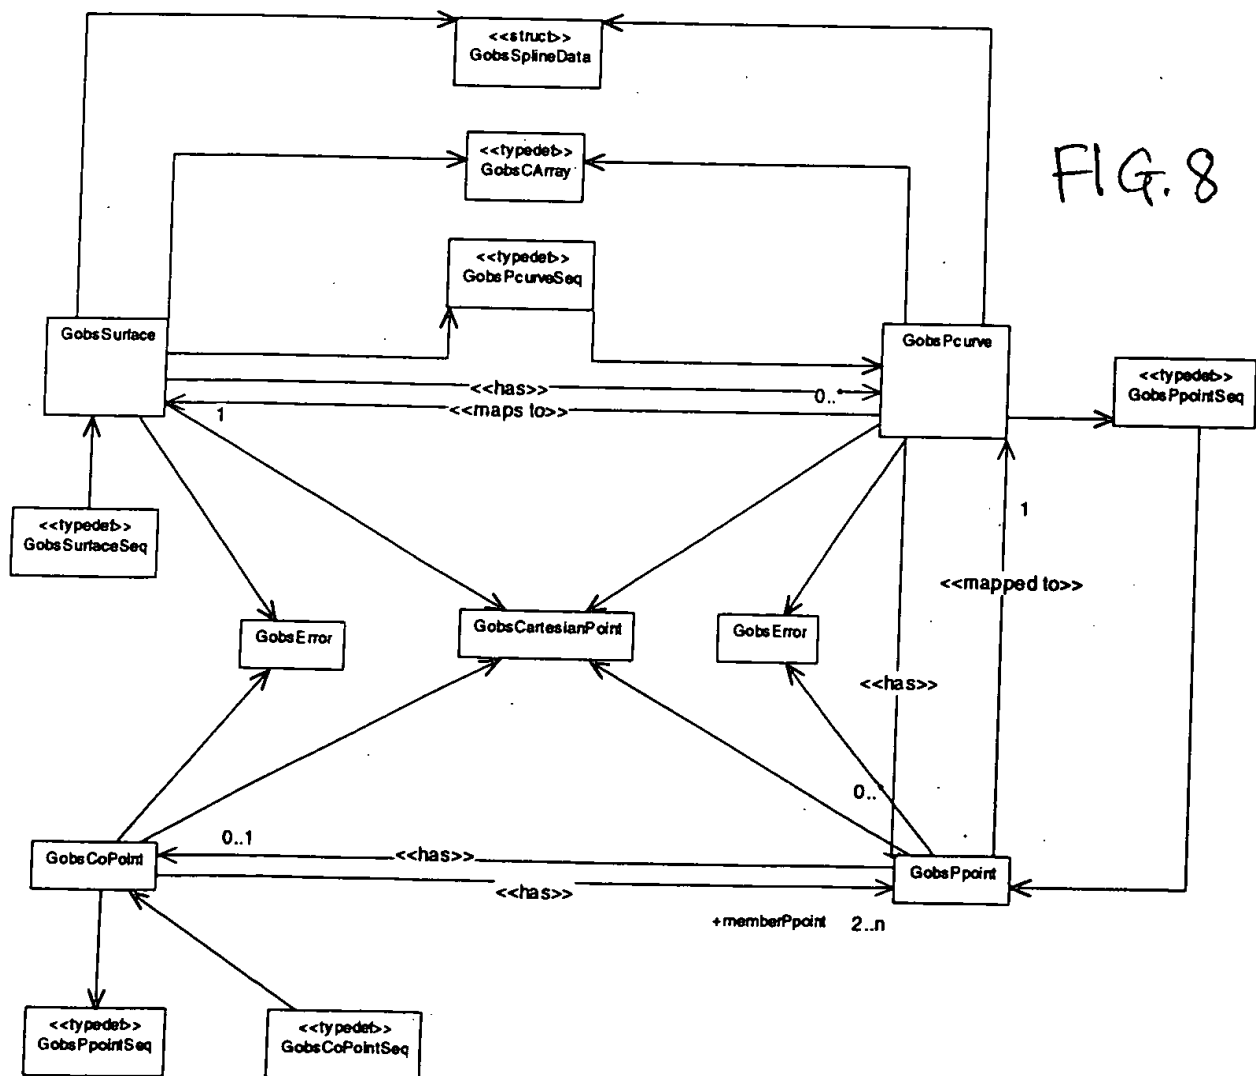 <<struct>>
GobsSplineData
<<typedef>>
GobsCArray
FIG. 8
<<typedef>>
GobsPcurveSeq
GobsSurface
GobsPcurve
<<has>>
0..*
<<typedef>>
GobsPpointSeq
1
<<maps to>>
<<typedef>>
GobsSurfaceSeq
1
<<mapped to>>
GobsError
GobsCartesianPoint
GobsError
<<has>>
0..*
0..1
GobsCoPoint
<<has>>
GobsPpoint
<<has>>
+memberPpoint
2..n
<<typedef>>
GobsPpointSeq
<<typedef>>
GobsCoPointSeq